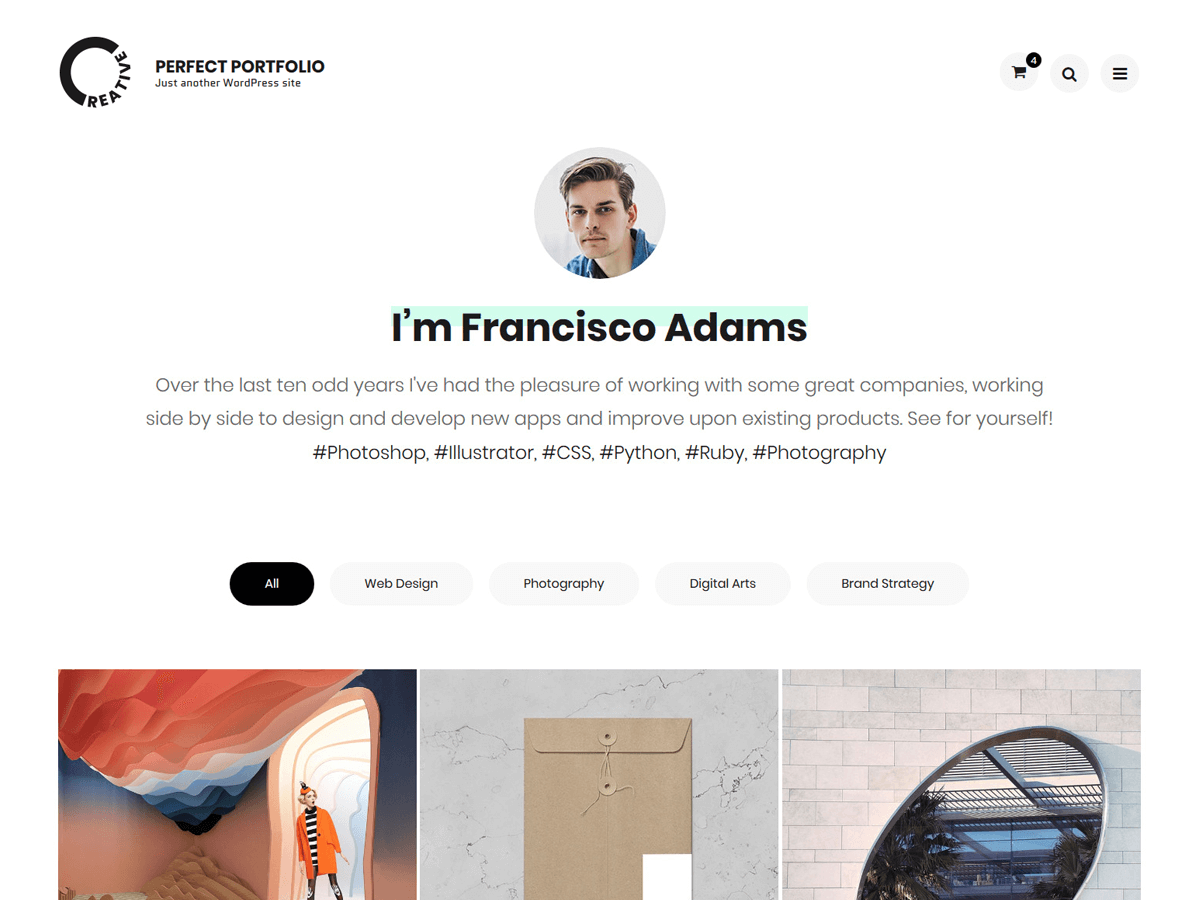 CREATIVE
PERFECT PORTFOLIO
Just another WordPress site
4
I’m Francisco Adams
Over the last ten odd years I've had the pleasure of working with some great companies, working
side by side to design and develop new apps and improve upon existing products. See for yourself!
#Photoshop, #Illustrator, #CSS, #Python, #Ruby, #Photography
All
Web Design
Photography
Digital Arts
Brand Strategy